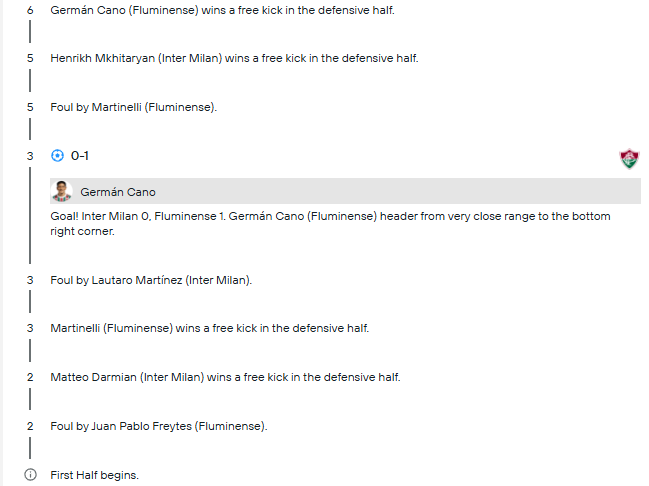 6 Germán Cano (Fluminense) wins a free kick in the defensive half.
5 Henrikh Mkhitaryan (Inter Milan) wins a free kick in the defensive half.
5 Foul by Martinelli (Fluminense).
3 0-1
Germán Cano
Goal! Inter Milan 0, Fluminense 1. Germán Cano (Fluminense) header from very close range to the bottom
right corner.
3 Foul by Lautaro Martínez (Inter Milan).
3 Martinelli (Fluminense) wins a free kick in the defensive half.
2 Matteo Darmian (Inter Milan) wins a free kick in the defensive half.
2 Foul by Juan Pablo Freytes (Fluminense).
First Half begins.